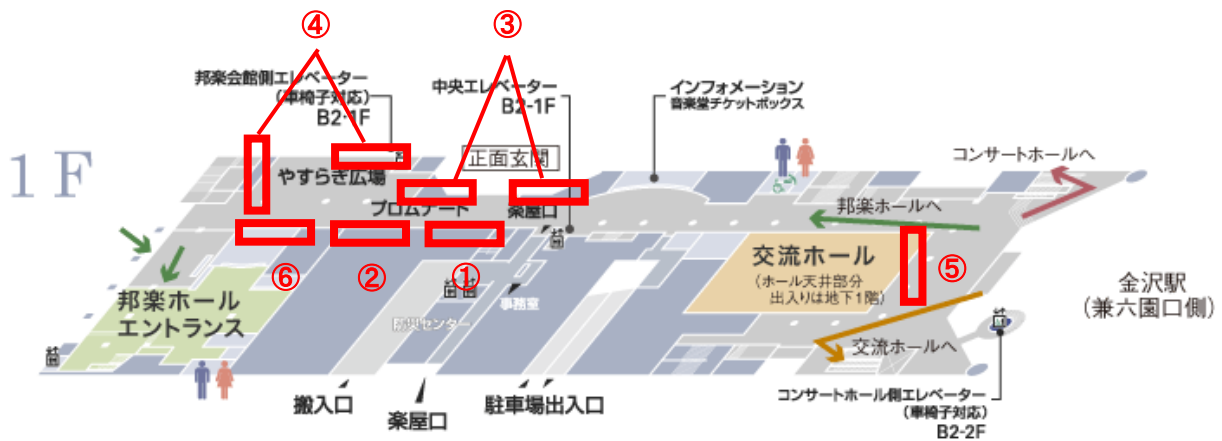 ④
③
邦楽会館側エレベーター
(車椅子対応)
B2-1F
中央エレベーター
B2-1F
インフォメーション
音楽堂チケットボックス
1F
正面玄関
コンサートホールへ
やすらぎ広場
プロムナード
楽屋口
邦楽ホールへ
⑥
②
①
事務室
防災センター
交流ホール
(ホール天井部分
出入りは地下1階)
⑤
金沢駅
(兼六園口側)
邦楽ホール
エントランス
交流ホールへ
搬入口
楽屋口
駐車場出入口
コンサートホール側エレベーター
(車椅子対応)
B2-2F